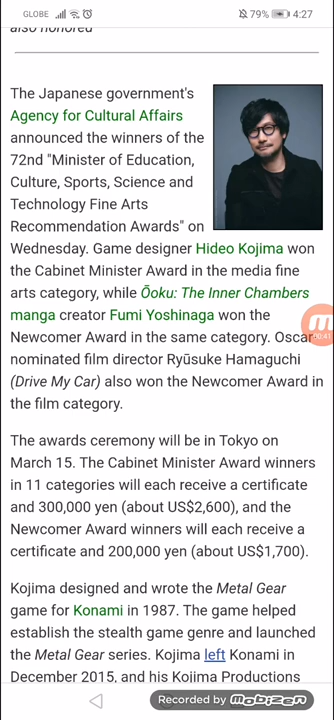 GLOBE 79% 4:27
also honored
The Japanese government's
Agency for Cultural Affairs
announced the winners of the
72nd "Minister of Education,
Culture, Sports, Science and
Technology Fine Arts
Recommendation Awards" on
Wednesday. Game designer Hideo Kojima won
the Cabinet Minister Award in the media fine
arts category, while Ōoku: The Inner Chambers
manga creator Fumi Yoshinaga won the
Newcomer Award in the same category. Oscar-
nominated film director Ryūsuke Hamaguchi
(Drive My Car) also won the Newcomer Award in
the film category.
00:41
The awards ceremony will be in Tokyo on
March 15. The Cabinet Minister Award winners
in 11 categories will each receive a certificate
and 300,000 yen (about US$2,600), and the
Newcomer Award winners will each receive a
certificate and 200,000 yen (about US$1,700).
Kojima designed and wrote the Metal Gear
game for Konami in 1987. The game helped
establish the stealth game genre and launched
the Metal Gear series. Kojima left Konami in
December 2015, and his Kojima Productions
Recorded by mobizen